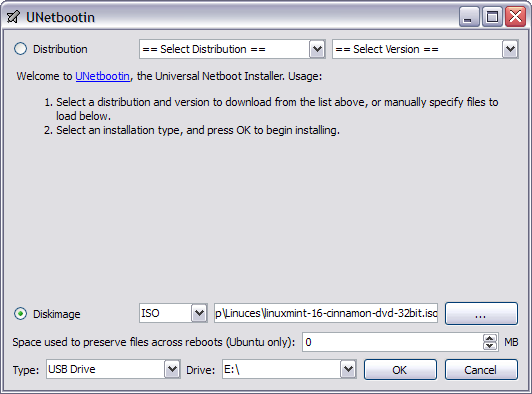 UNetbootin
Distribution == Select Distribution == == Select Version ==
Welcome to UNetbootin, the Universal Netboot Installer. Usage:
1. Select a distribution and version to download from the list above, or manually specify files to
load below.
2. Select an installation type, and press OK to begin installing.
Diskimage ISO p\Linuces\linuxmint-16-cinnamon-dvd-32bit.iso ...
Space used to preserve files across reboots (Ubuntu only): 0 MB
Type: USB Drive Drive: E:\ OK Cancel